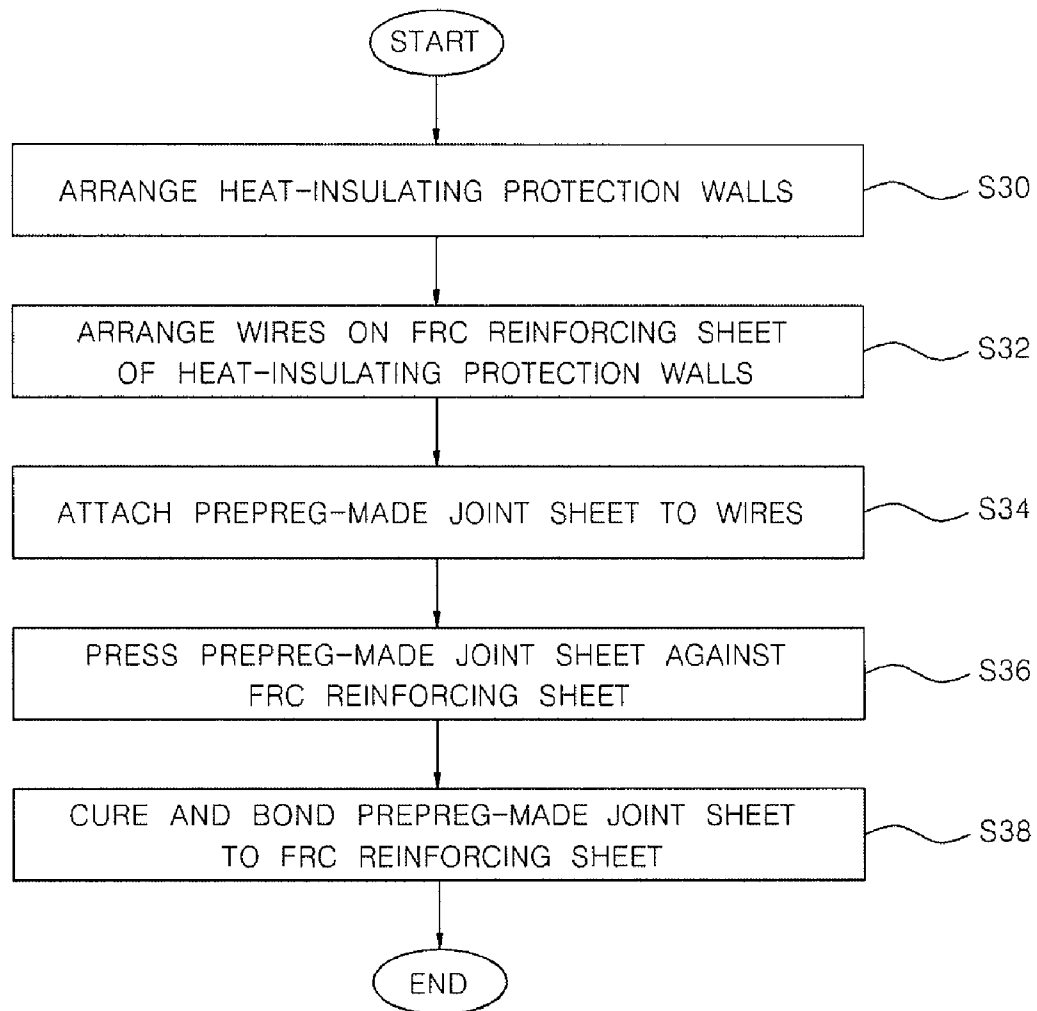 START
ARRANGE HEAT-INSULATING PROTECTION WALLS
S30
ARRANGE WIRES ON FRC REINFORCING SHEET
OF HEAT-INSULATING PROTECTION WALLS
S32
ATTACH PREPREG-MADE JOINT SHEET TO WIRES
S34
PRESS PREPREG-MADE JOINT SHEET AGAINST
FRC REINFORCING SHEET
S36
CURE AND BOND PREPREG-MADE JOINT SHEET
TO FRC REINFORCING SHEET
S38
END